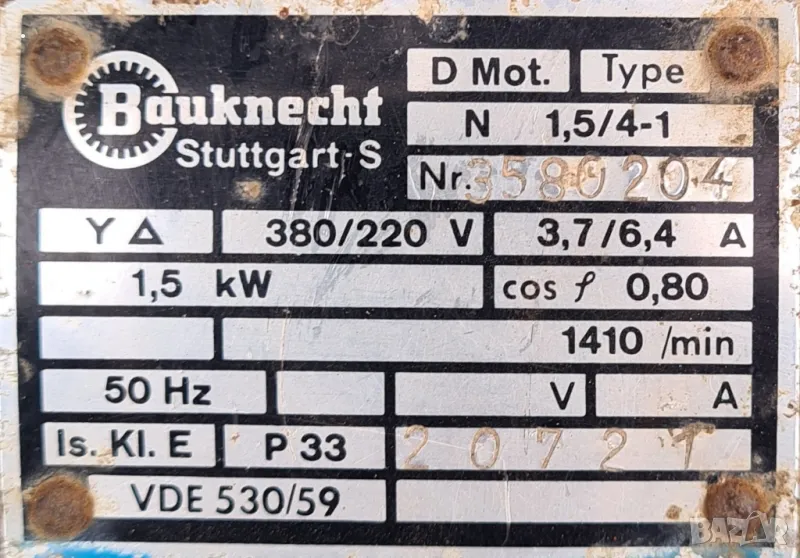 Bauknecht
Stuttgart-S
D Mot. Type
N 1,5/4-1
Nr. 3580204
Y Δ 380/220 V 3,7/6,4 A
1,5 kW cos φ 0,80
1410 /min
50 Hz V A
Is. Kl. E P 33 20721
VDE 530/59
BAZAR